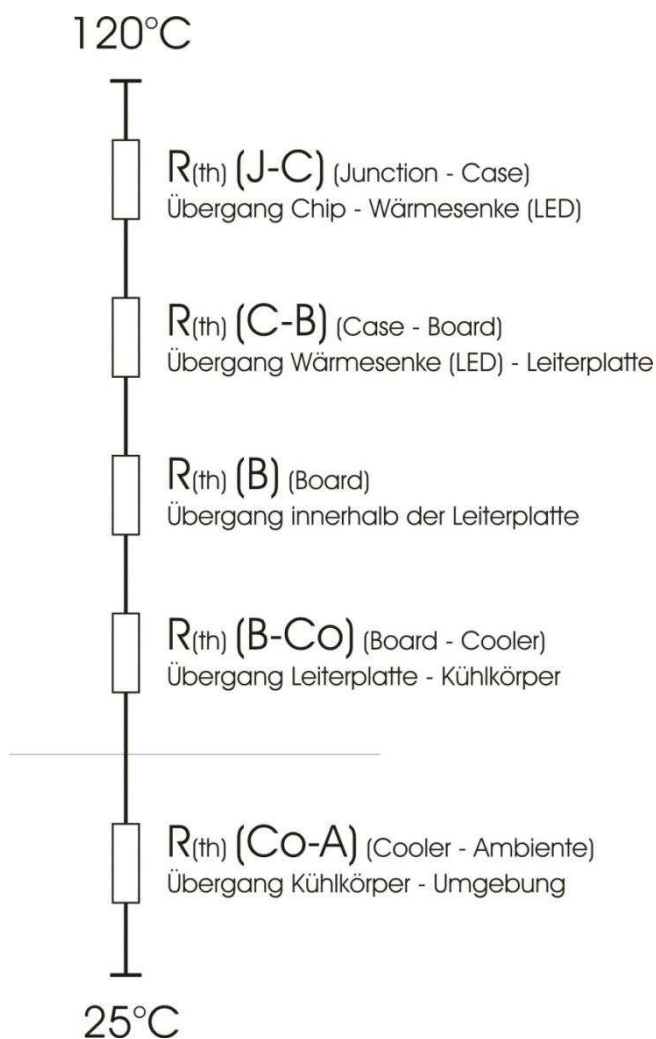 120°C
R(th) (J-C) (Junction - Case)
Übergang Chip - Wärmesenke (LED)
R(th) (C-B) (Case - Board)
Übergang Wärmesenke (LED) - Leiterplatte
R(th) (B) (Board)
Übergang innerhalb der Leiterplatte
R(th) (B-Co) (Board - Cooler)
Übergang Leiterplatte - Kühlkörper
R(th) (Co-A) (Cooler - Ambiente)
Übergang Kühlkörper - Umgebung
25°C